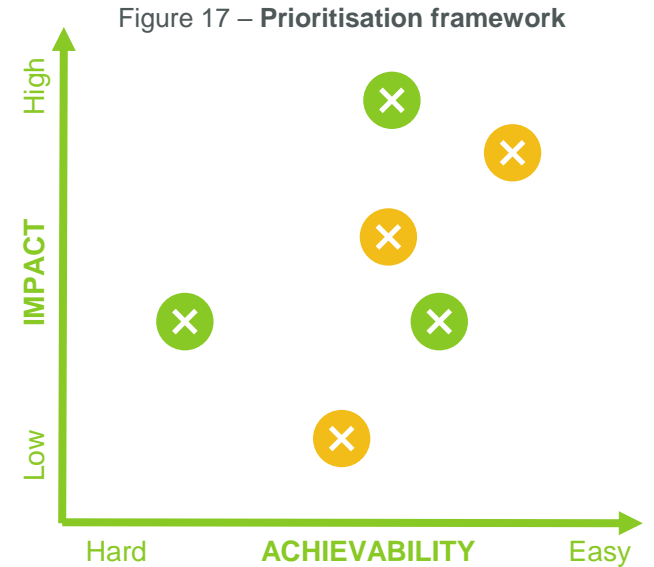 Figure 17 – Prioritisation framework
High
IMPACT
Low
Hard ACHIEVABILITY Easy